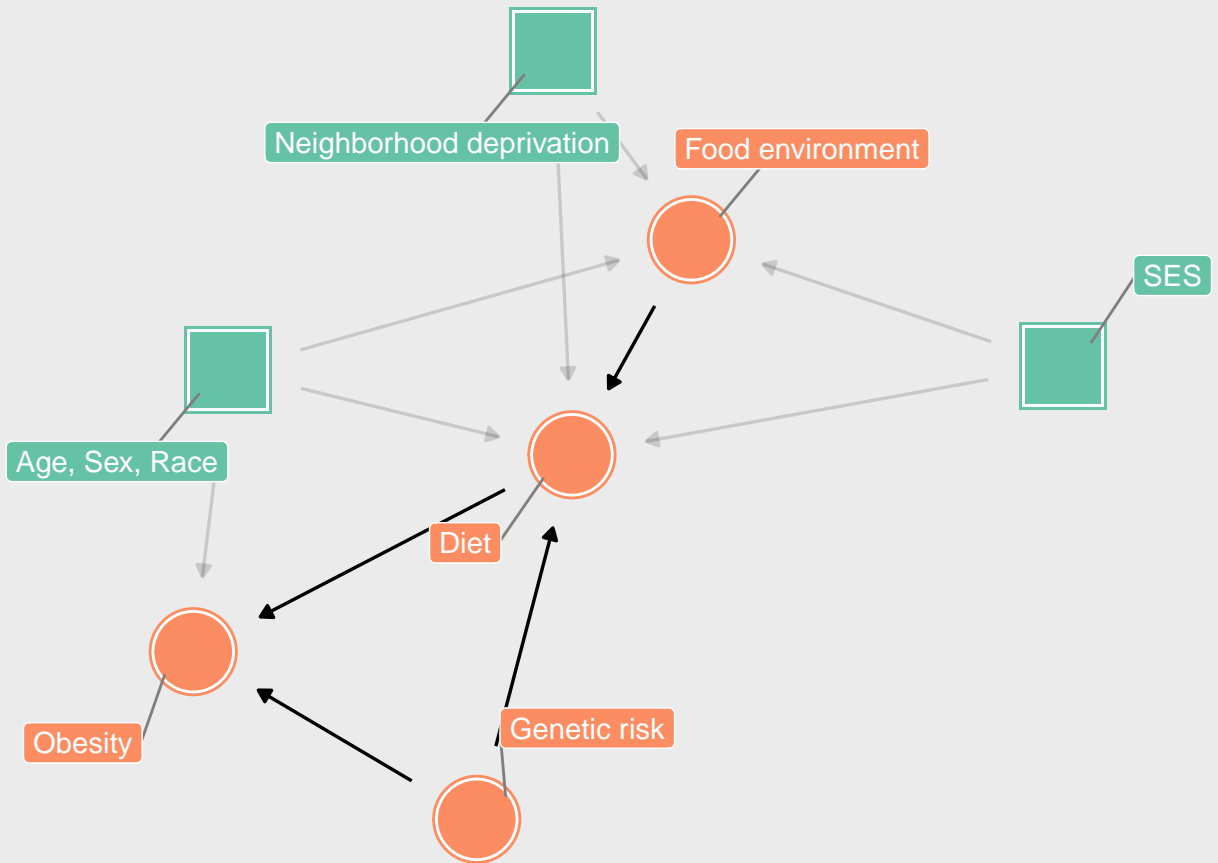 Neighborhood deprivation
Food environment
SES
Age, Sex, Race
Diet
Genetic risk
Obesity